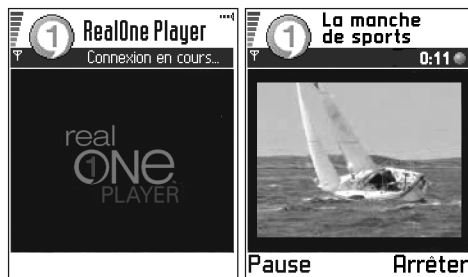 RealOne Player
Connexion en cours...
real
ONE
PLAYER
La manche
de sports
0:11
Pause Arrêter